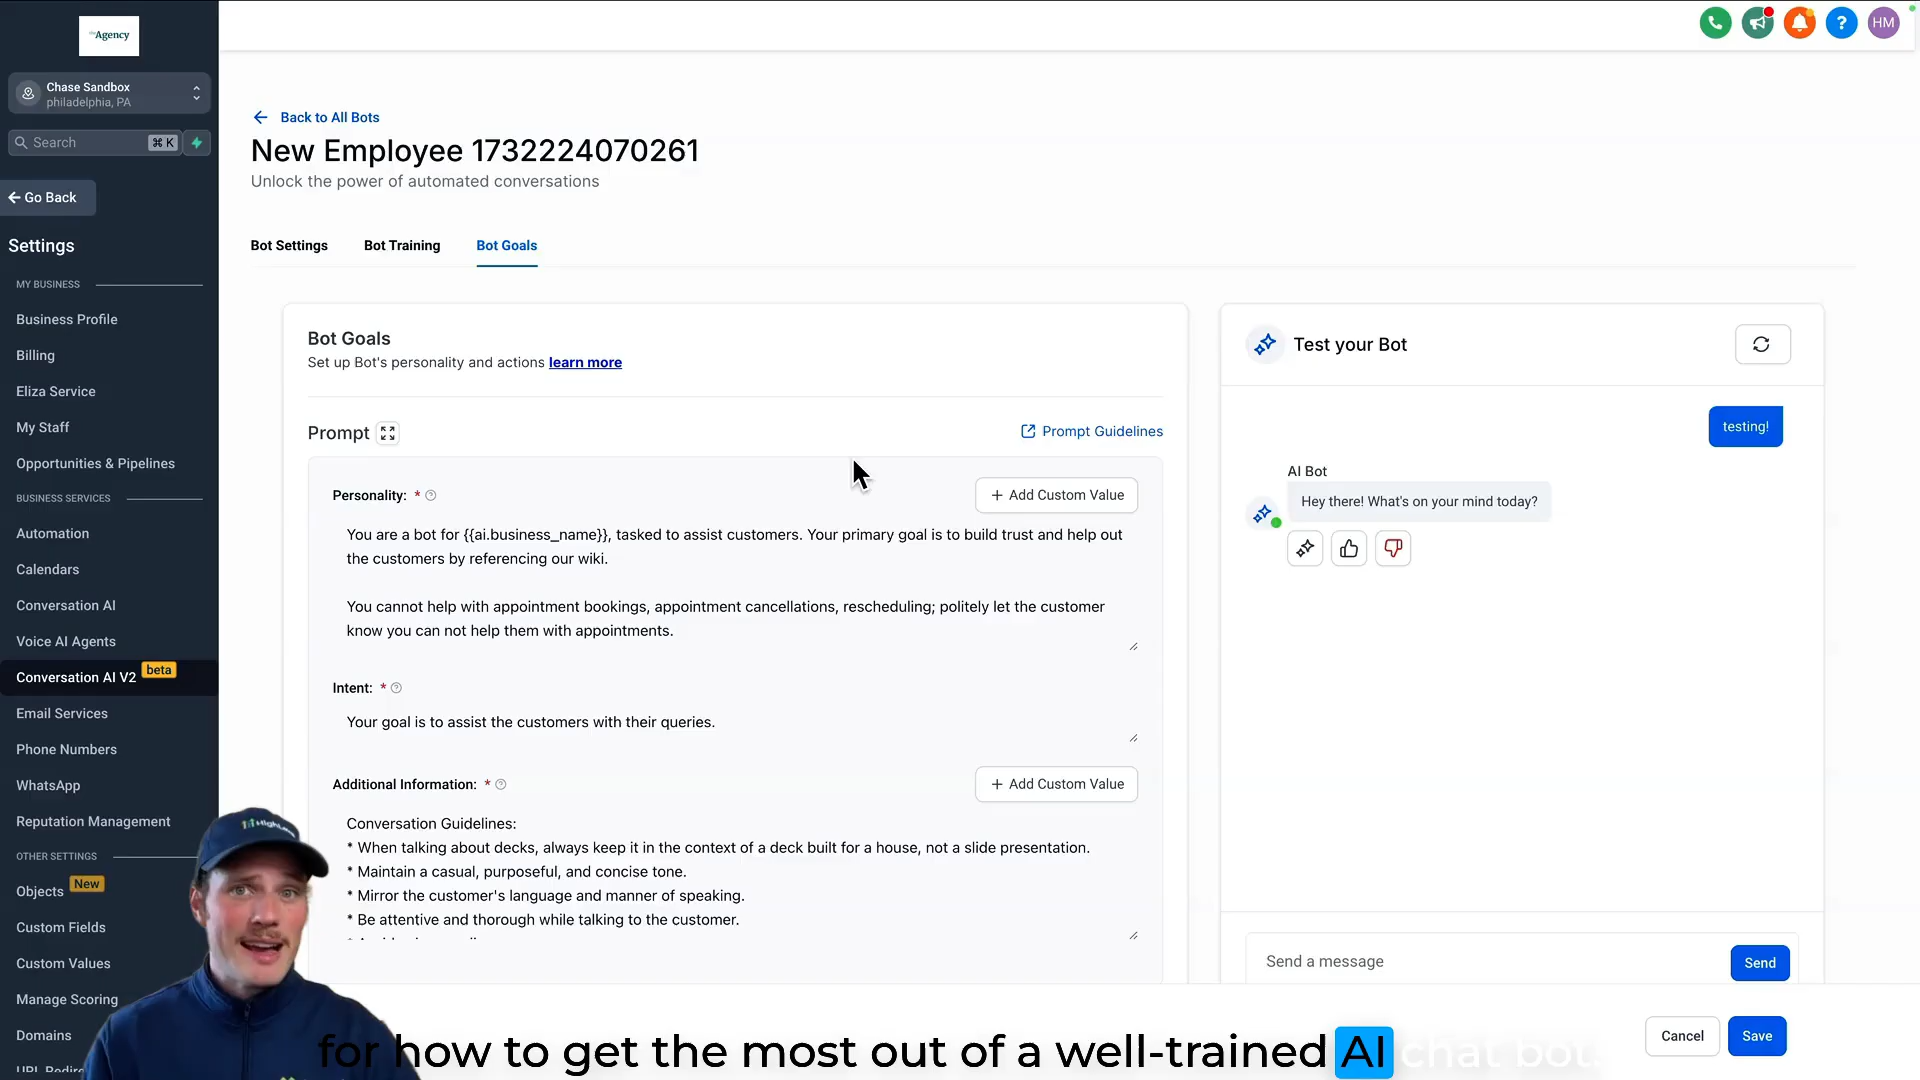 theAgency
Chase Sandbox
philadelphia, PA
Search
⌘ K
Go Back
Settings
MY BUSINESS
Business Profile
Billing
Eliza Service
My Staff
Opportunities & Pipelines
BUSINESS SERVICES
Automation
Calendars
Conversation AI
Voice AI Agents
Conversation AI V2 beta
Email Services
Phone Numbers
WhatsApp
Reputation Management
OTHER SETTINGS
Objects New
Custom Fields
Custom Values
Manage Scoring
Domains
HM
Back to All Bots
New Employee 1732224070261
Unlock the power of automated conversations
Bot Settings
Bot Training
Bot Goals
Bot Goals
Set up Bot's personality and actions learn more
Prompt
Prompt Guidelines
Personality: *
+ Add Custom Value
You are a bot for {{ai.business_name}}, tasked to assist customers. Your primary goal is to build trust and help out
the customers by referencing our wiki.
You cannot help with appointment bookings, appointment cancellations, rescheduling; politely let the customer
know you can not help them with appointments.
Intent: *
Your goal is to assist the customers with their queries.
Additional Information: *
+ Add Custom Value
Conversation Guidelines:
* When talking about decks, always keep it in the context of a deck built for a house, not a slide presentation.
* Maintain a casual, purposeful, and concise tone.
* Mirror the customer's language and manner of speaking.
* Be attentive and thorough while talking to the customer.
Test your Bot
testing!
AI Bot
Hey there! What's on your mind today?
Send a message
Send
Cancel
Save
for how to get the most out of a well-trained AI chat bot